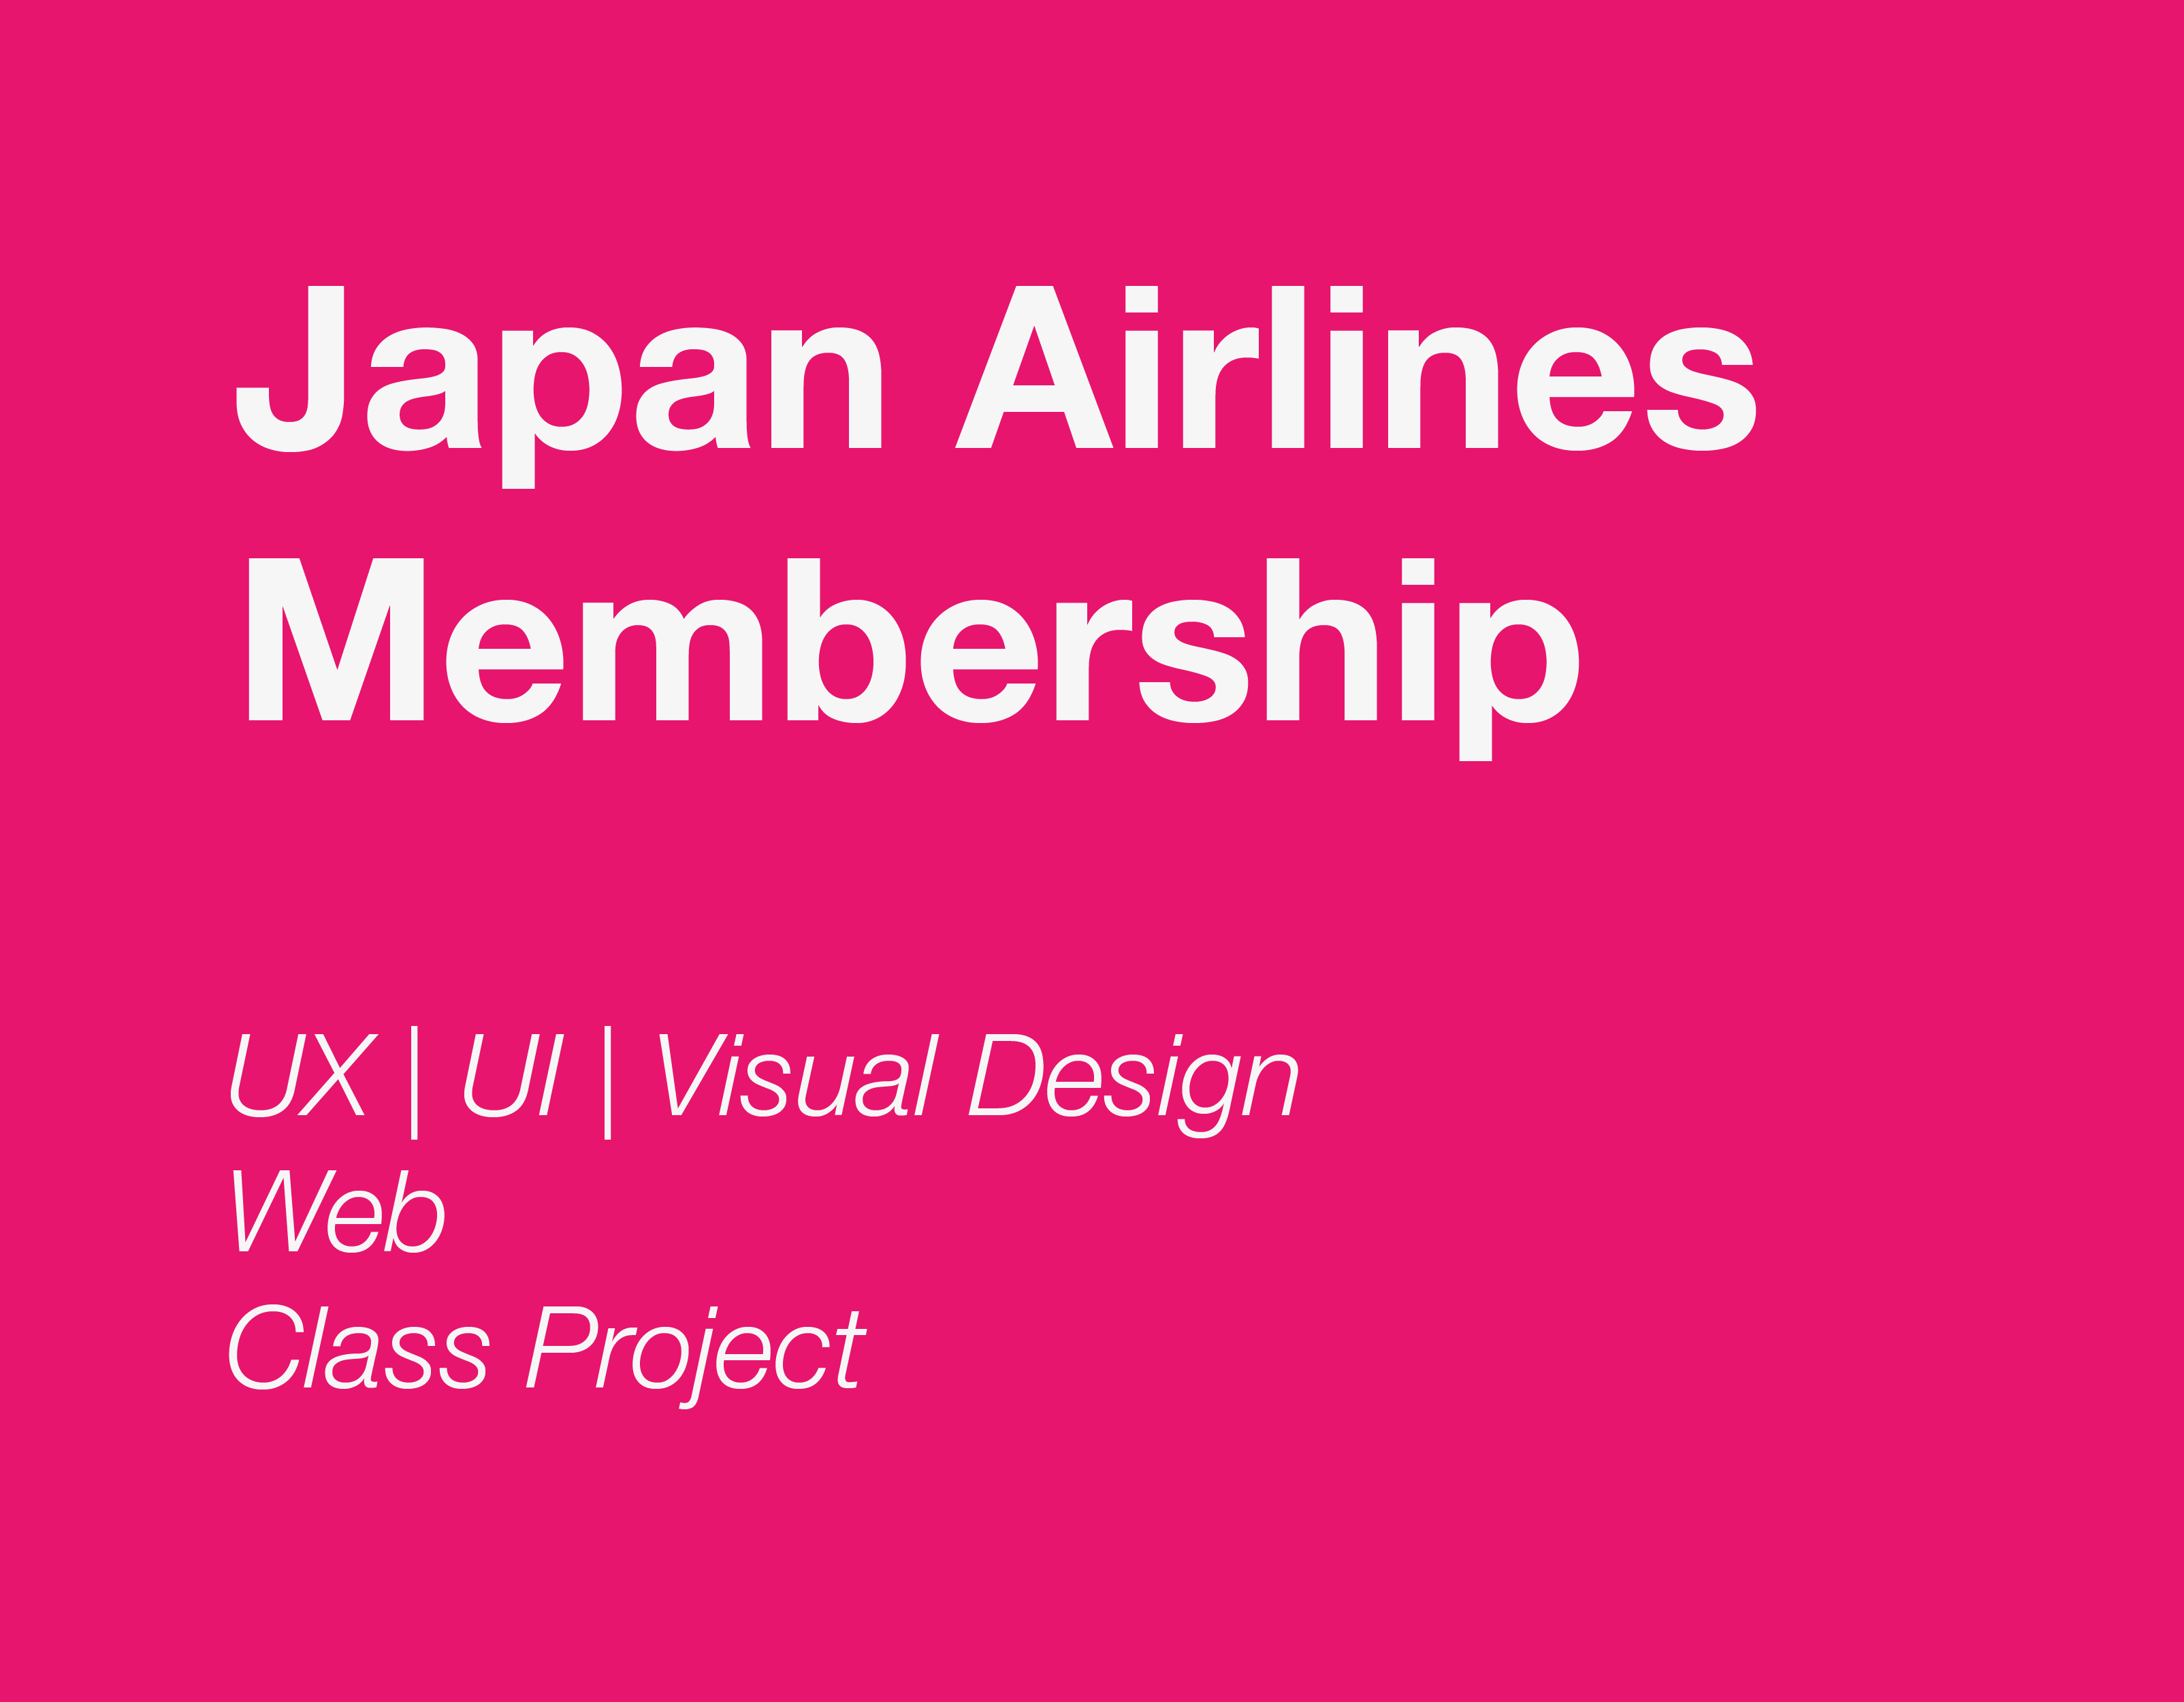 Japan Airlines
Membership
UX | UI | Visual Design
Web
Class Project